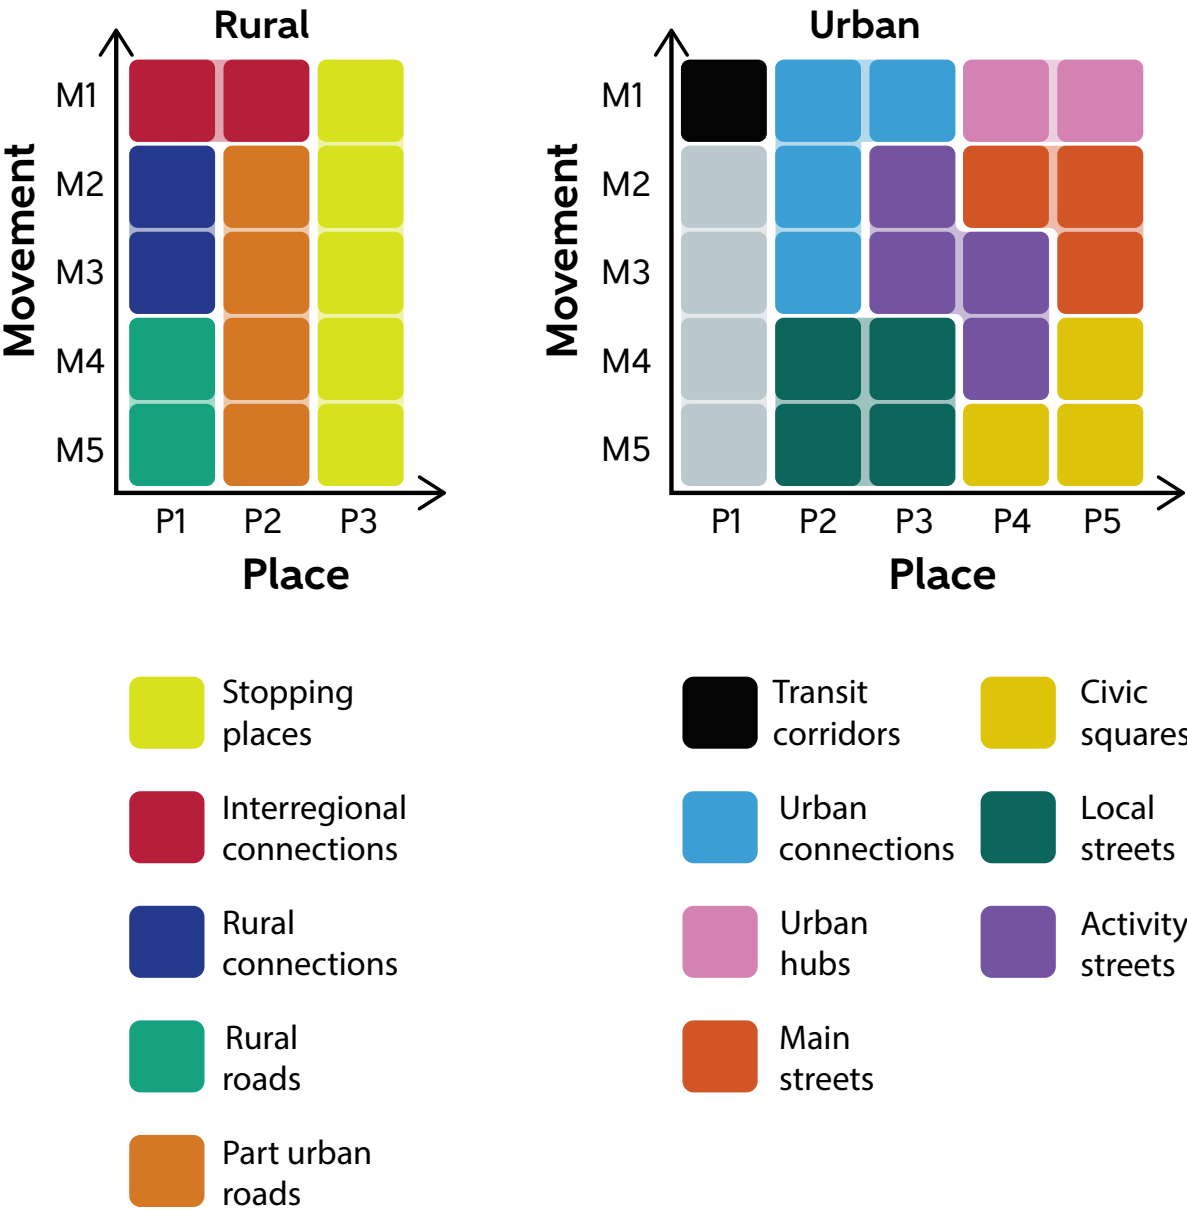 Rural
Urban
Movement
M1
M2
M3
M4
M5
P1 P2 P3
Place
Movement
M1
M2
M3
M4
M5
P1 P2 P3 P4 P5
Place
Stopping
places
Interregional
connections
Rural
connections
Rural
roads
Part urban
roads
Transit
corridors
Urban
connections
Urban
hubs
Main
streets
Civic
squares
Local
streets
Activity
streets